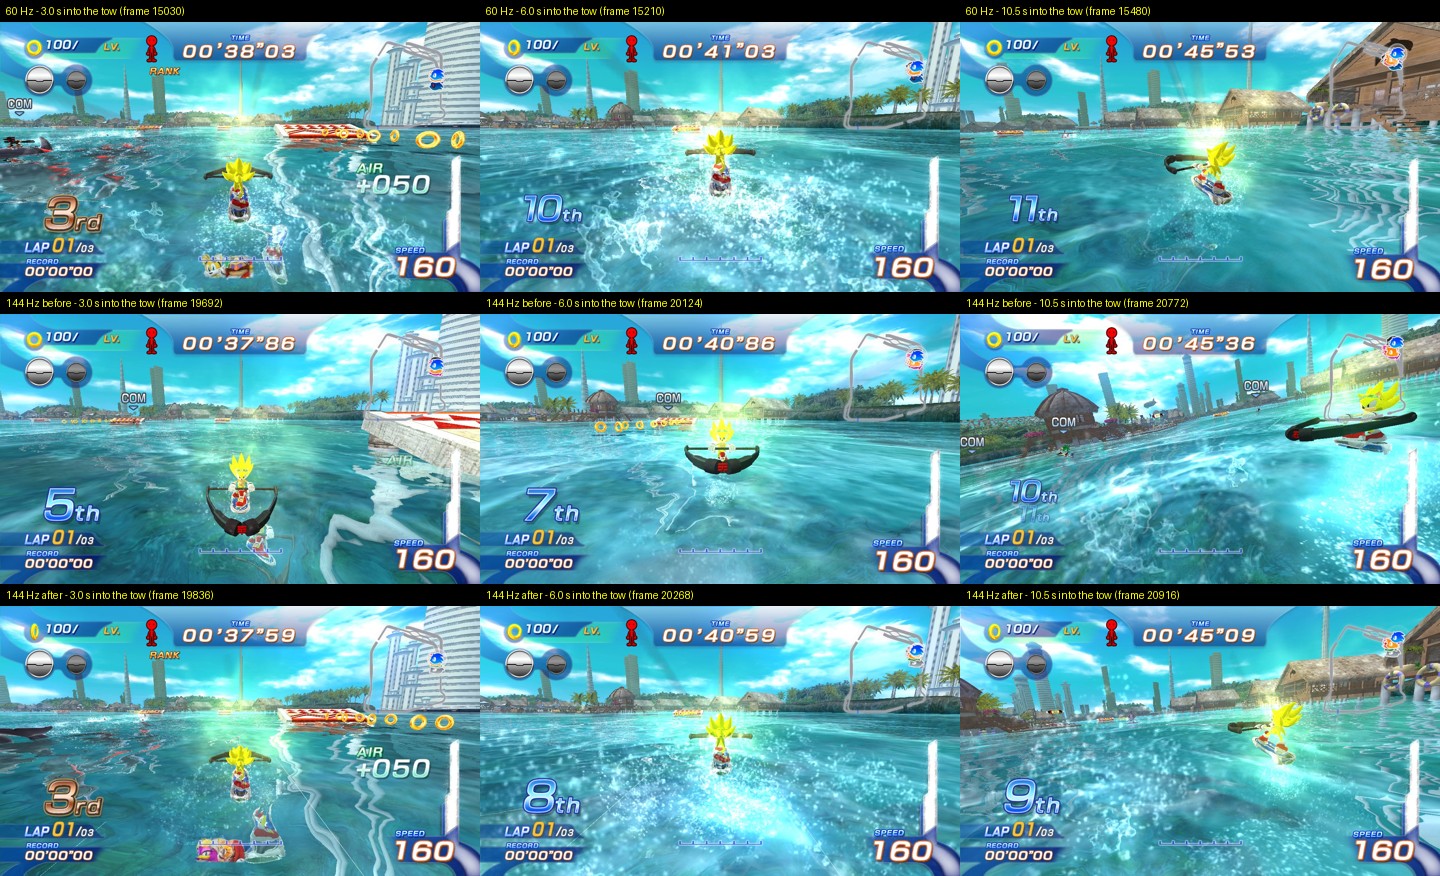 60 Hz - 3.0 s into the tow (frame 15030)
100/ LV.
TIME
00'38"03
RANK
COM
AIR
+050
3rd
LAP 01/03
RECORD
00'00"00
SPEED
160
60 Hz - 6.0 s into the tow (frame 15210)
100/ LV.
TIME
00'41"03
10th
LAP 01/03
RECORD
00'00"00
SPEED
160
60 Hz - 10.5 s into the tow (frame 15480)
100/ LV.
TIME
00'45"53
11th
LAP 01/03
RECORD
00'00"00
SPEED
160
144 Hz before - 3.0 s into the tow (frame 19692)
100/ LV.
TIME
00'37"86
COM
AIR
5th
LAP 01/03
RECORD
00'00"00
SPEED
160
144 Hz before - 6.0 s into the tow (frame 20124)
100/ LV.
TIME
00'40"86
COM
7th
LAP 01/03
RECORD
00'00"00
SPEED
160
144 Hz before - 10.5 s into the tow (frame 20772)
100/ LV.
TIME
00'45"36
COM
COM
COM
10th
11th
LAP 01/03
RECORD
00'00"00
SPEED
160
144 Hz after - 3.0 s into the tow (frame 19836)
100/ LV.
TIME
00'37"59
RANK
AIR
+050
3rd
LAP 01/03
RECORD
00'00"00
SPEED
160
144 Hz after - 6.0 s into the tow (frame 20268)
100/ LV.
TIME
00'40"59
8th
LAP 01/03
RECORD
00'00"00
SPEED
160
144 Hz after - 10.5 s into the tow (frame 20916)
100/ LV.
TIME
00'45"09
9th
LAP 01/03
RECORD
00'00"00
SPEED
160